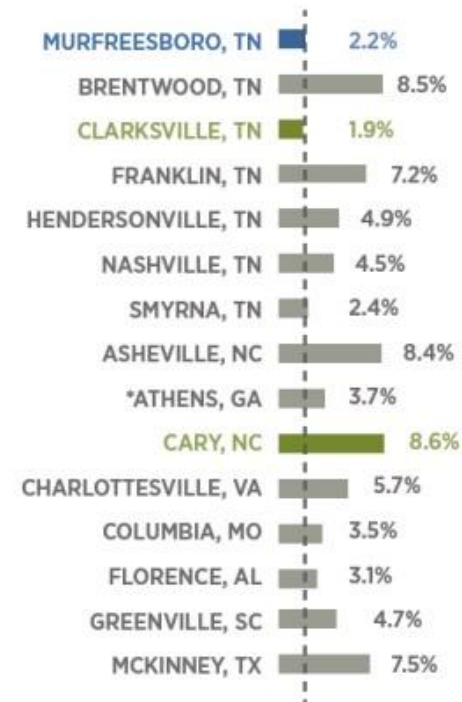 MURFREESBORO, TN 2.2%
BRENTWOOD, TN 8.5%
CLARKSVILLE, TN 1.9%
FRANKLIN, TN 7.2%
HENDERSONVILLE, TN 4.9%
NASHVILLE, TN 4.5%
SMYRNA, TN 2.4%
ASHEVILLE, NC 8.4%
*ATHENS, GA 3.7%
CARY, NC 8.6%
CHARLOTTESVILLE, VA 5.7%
COLUMBIA, MO 3.5%
FLORENCE, AL 3.1%
GREENVILLE, SC 4.7%
MCKINNEY, TX 7.5%